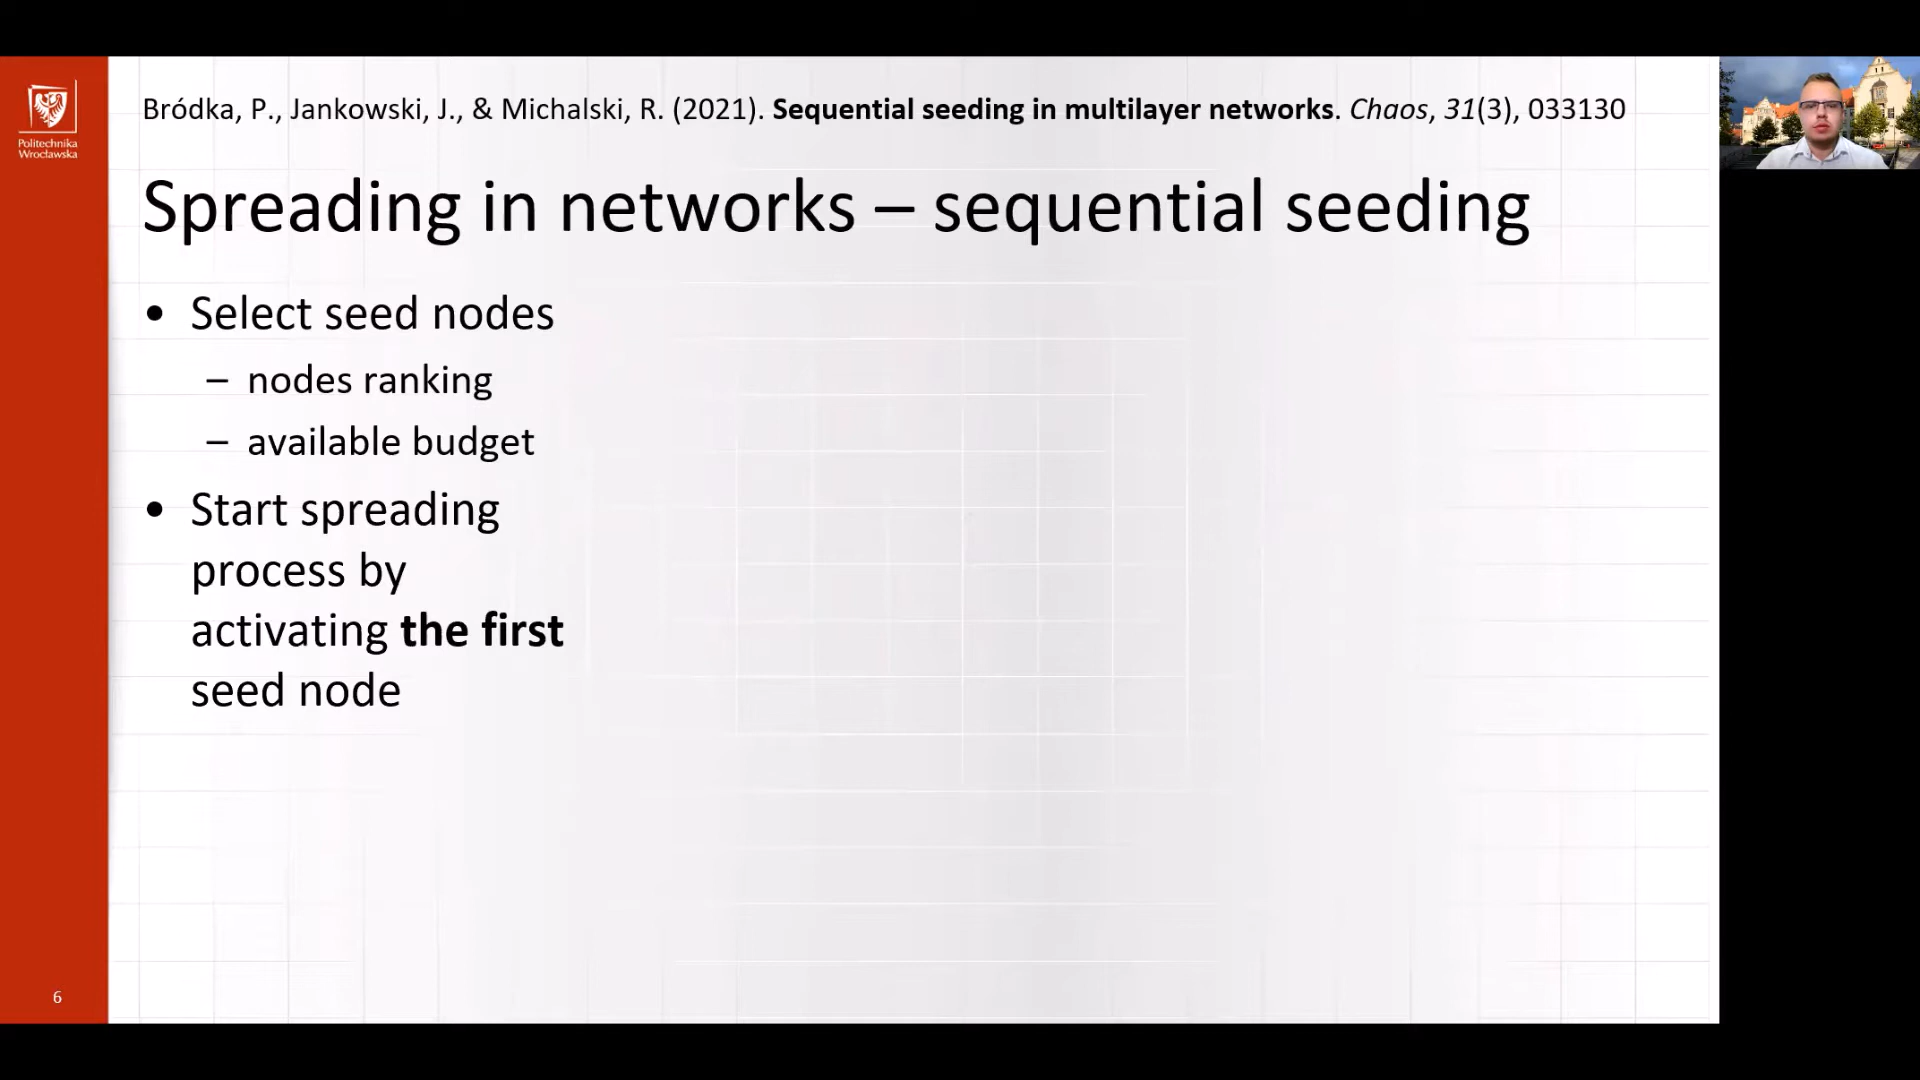 Politechnika
Wrocławska
Bródka, P., Jankowski, J., & Michalski, R. (2021). Sequential seeding in multilayer networks. Chaos, 31(3), 033130
Spreading in networks – sequential seeding
• Select seed nodes
– nodes ranking
– available budget
• Start spreading
process by
activating the first
seed node
6